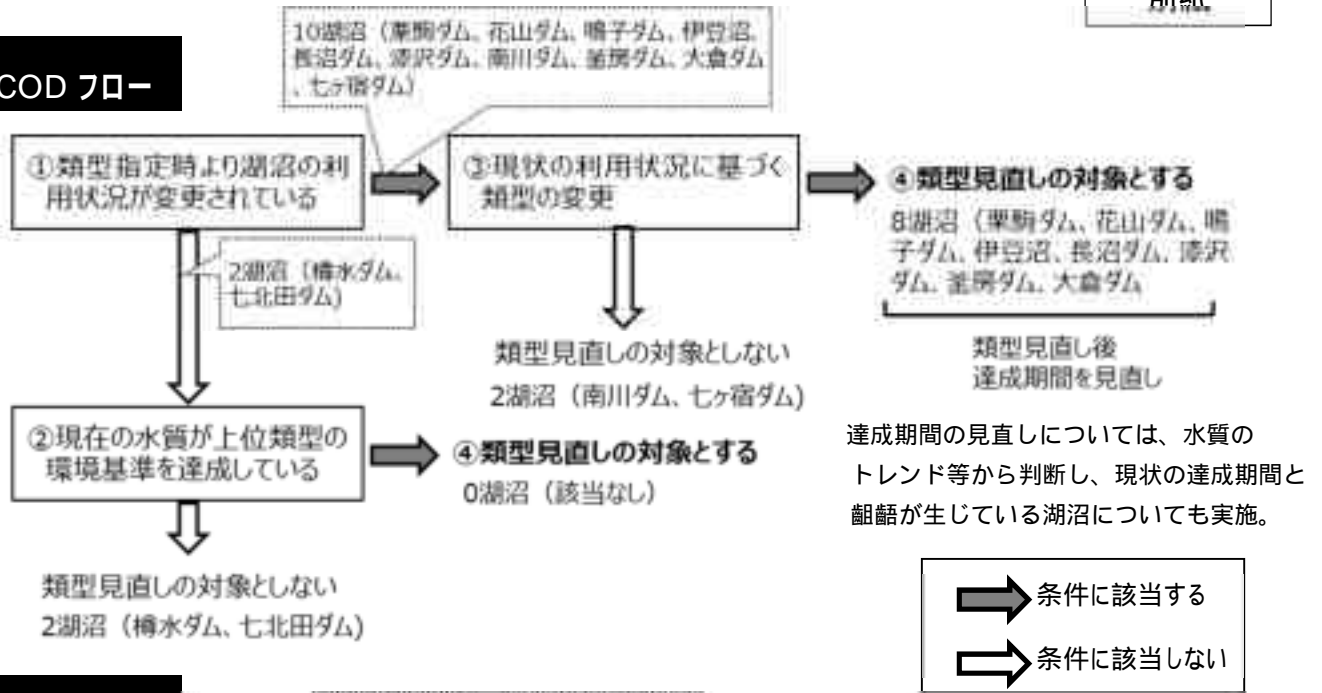 COD フロー
10湖沼（栗駒ダム、花山ダム、鳴子ダム、伊豆沼、
長沼ダム、漆沢ダム、南川ダム、釜房ダム、大倉ダム
、七ヶ宿ダム）
①類型指定時より湖沼の利
用状況が変更されている
③現状の利用状況に基づく
類型の変更
④類型見直しの対象とする
8湖沼（栗駒ダム、花山ダム、鳴
子ダム、伊豆沼、長沼ダム、漆沢
ダム、釜房ダム、大倉ダム
2湖沼（樽水ダム、
七北田ダム)
類型見直しの対象としない
2湖沼（南川ダム、七ヶ宿ダム)
類型見直し後
達成期間を見直し
②現在の水質が上位類型の
環境基準を達成している
④類型見直しの対象とする
0湖沼（該当なし）
達成期間の見直しについては、水質の
トレンド等から判断し、現状の達成期間と
齟齬が生じている湖沼についても実施。
類型見直しの対象としない
2湖沼（樽水ダム、七北田ダム)
条件に該当する
条件に該当しない